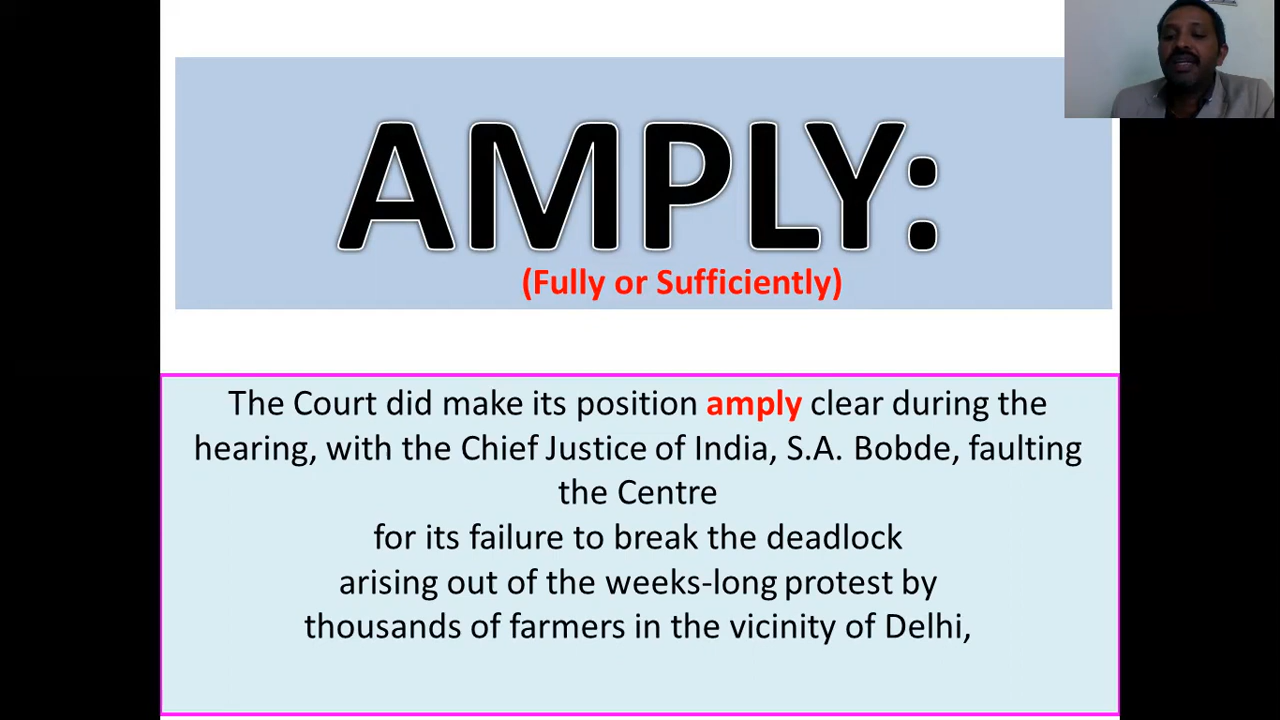 AMPLY:
(Fully or Sufficiently)
The Court did make its position amply clear during the
hearing, with the Chief Justice of India, S.A. Bobde, faulting
the Centre
for its failure to break the deadlock
arising out of the weeks-long protest by
thousands of farmers in the vicinity of Delhi,